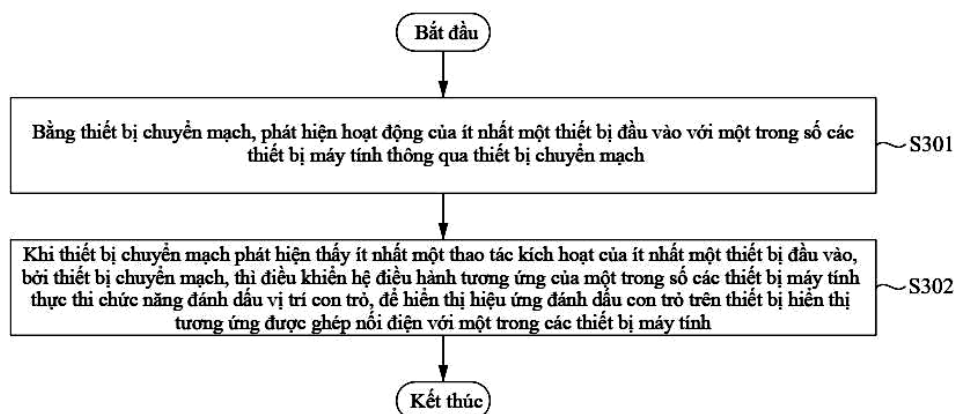 Bắt đầu
Bằng thiết bị chuyển mạch, phát hiện hoạt động của ít nhất một thiết bị đầu vào với một trong số các
thiết bị máy tính thông qua thiết bị chuyển mạch
S301
Khi thiết bị chuyển mạch phát hiện thấy ít nhất một thao tác kích hoạt của ít nhất một thiết bị đầu vào,
bởi thiết bị chuyển mạch, thì điều khiển hệ điều hành tương ứng của một trong số các thiết bị máy tính
thực thi chức năng đánh dấu vị trí con trỏ, để hiển thị hiệu ứng đánh dấu con trỏ trên thiết bị hiển thị
tương ứng được ghép nối điện với một trong các thiết bị máy tính
S302
Kết thúc